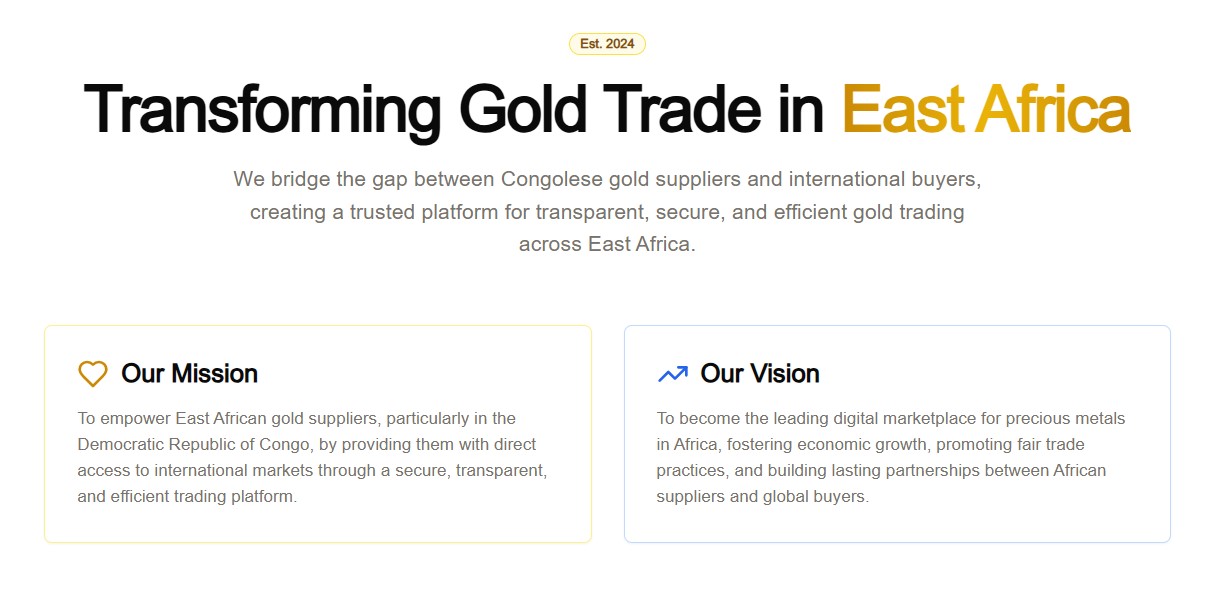 Est. 2024
Transforming Gold Trade in East Africa
We bridge the gap between Congolese gold suppliers and international buyers,
creating a trusted platform for transparent, secure, and efficient gold trading
across East Africa.
Our Mission
To empower East African gold suppliers, particularly in the
Democratic Republic of Congo, by providing them with direct
access to international markets through a secure, transparent,
and efficient trading platform.
Our Vision
To become the leading digital marketplace for precious metals
in Africa, fostering economic growth, promoting fair trade
practices, and building lasting partnerships between African
suppliers and global buyers.